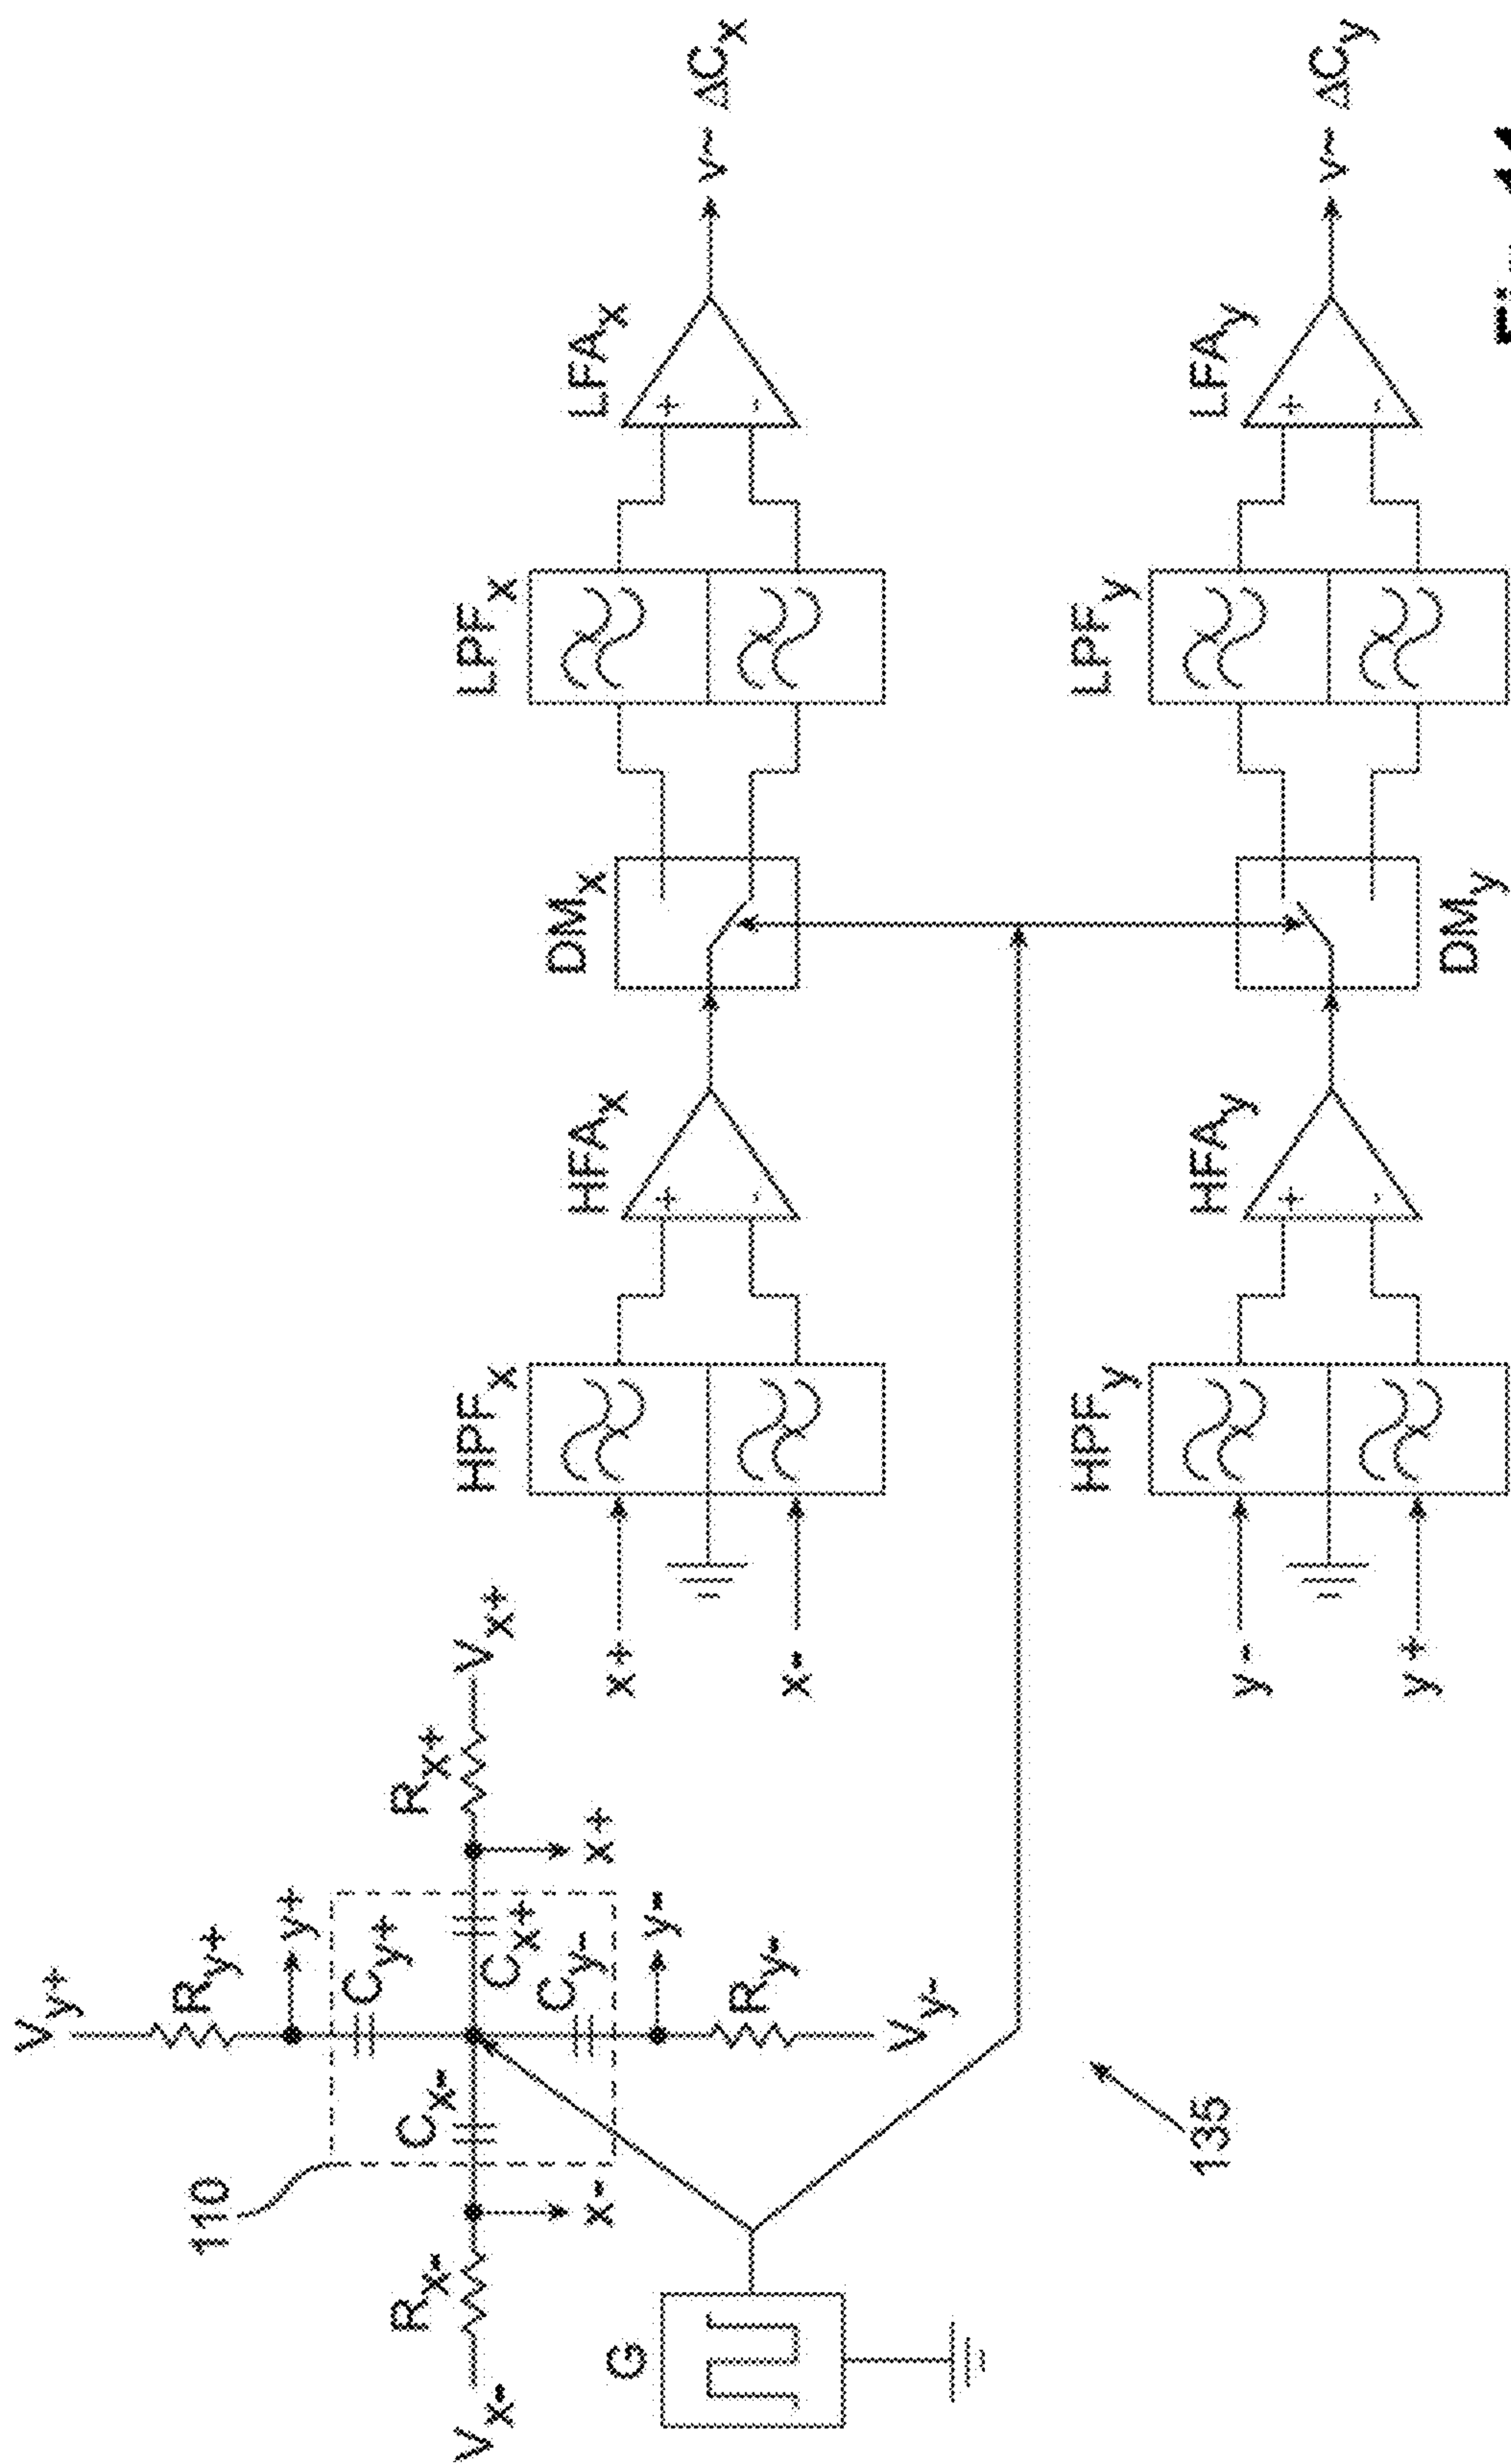 110
Vy+
Ry+
y+
Cy+
Vx-
Rx-
x-
Cx-
Cx+
x+
Rx+
Vx+
Cy-
y-
Ry-
Vy-
G
135
x+
x-
HPFx
+
-
HFAx
DMx
LPFx
+
-
LFAx
v~ ΔCx
y-
y+
HPFy
+
-
HFAy
DMy
LPFy
+
-
LFAy
v~ ΔCy